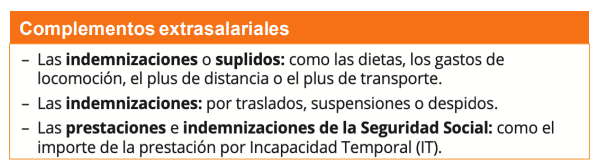 Complementos extrasalariales
– Las indemnizaciones o suplidos: como las dietas, los gastos de
locomoción, el plus de distancia o el plus de transporte.
– Las indemnizaciones: por traslados, suspensiones o despidos.
– Las prestaciones e indemnizaciones de la Seguridad Social: como el
importe de la prestación por Incapacidad Temporal (IT).